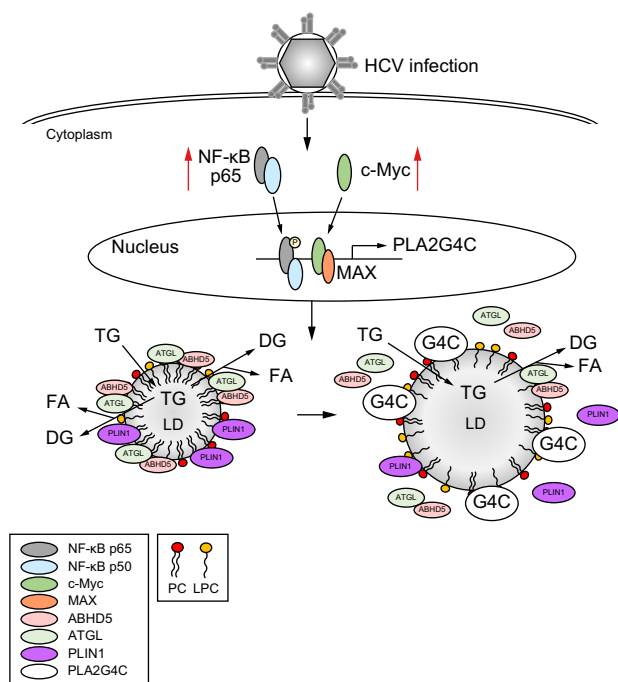 HCV infection
Cytoplasm
NF-κB
p65
c-Myc
Nucleus
P
PLA2G4C
MAX
TG
ATGL
ABHD5
DG
FA
ABHD5
ATGL
TG
LD
ATGL
ABHD5
FA
DG
PLIN1
PLIN1
ATGL
ABHD5
PLIN1
ATGL
ABHD5
TG
G4C
DG
FA
ATGL
ABHD5
TG
ATGL
ABHD5
G4C
LD
PLIN1
G4C
PLIN1
PLIN1
ATGL
ABHD5
G4C
NF-κB p65
NF-κB p50
c-Myc
MAX
ABHD5
ATGL
PLIN1
PLA2G4C
PC LPC